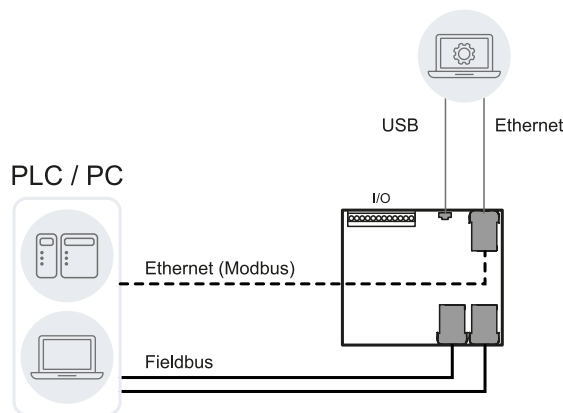 USB
Ethernet
PLC / PC
I/O
Ethernet (Modbus)
Fieldbus